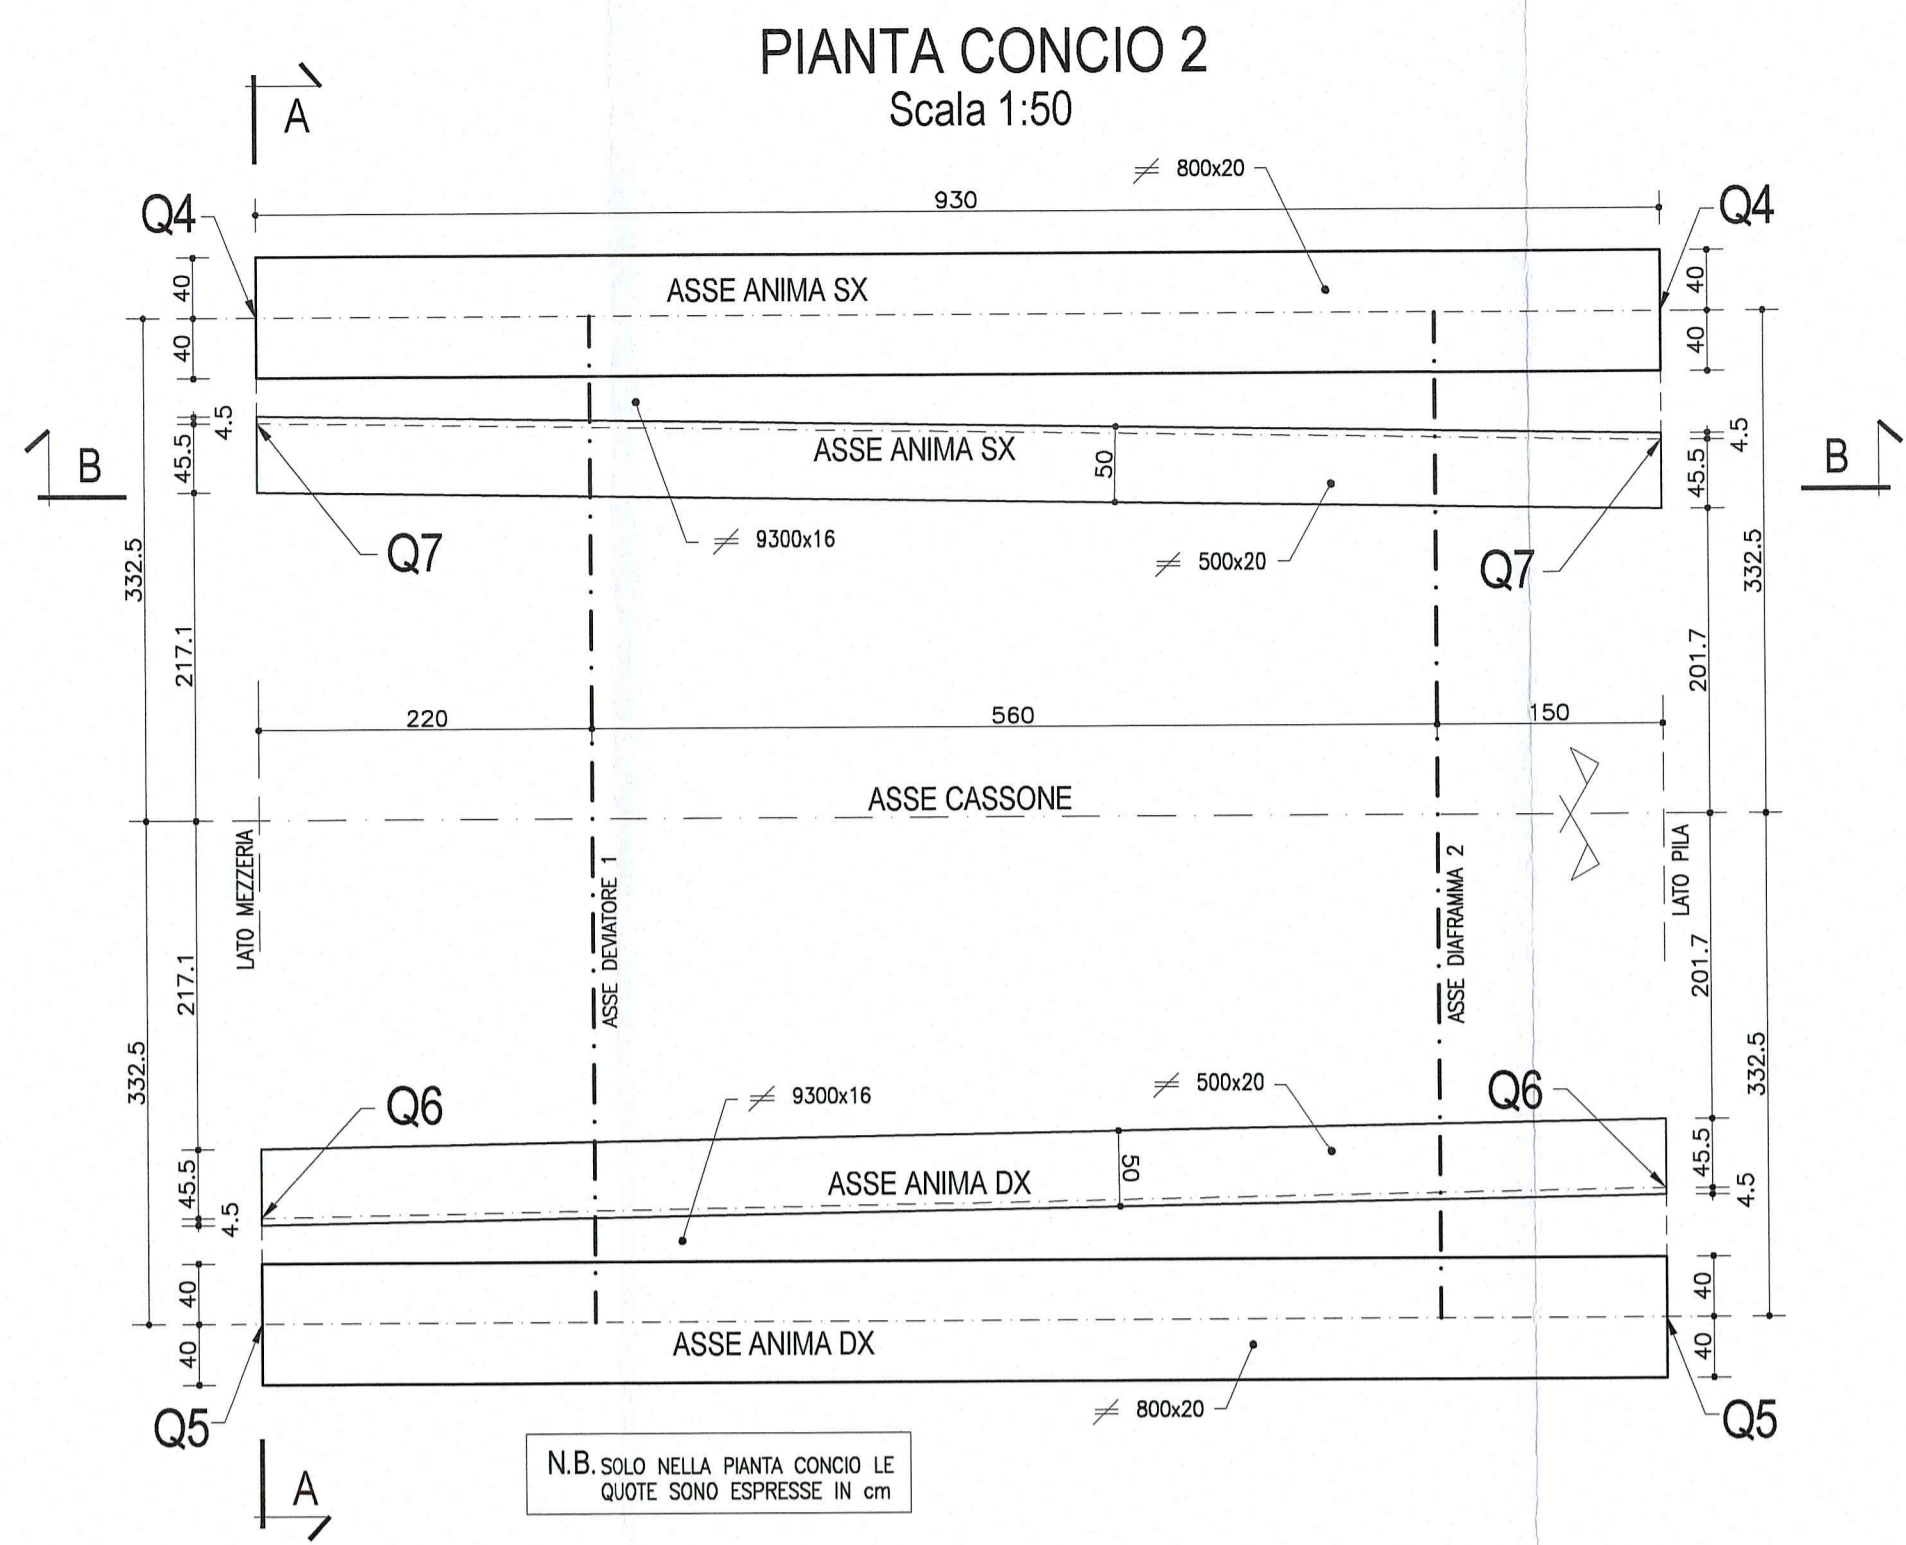 PIANTA CONCIO 2
Scala 1:50
A
800x20
930
Q4
Q4
40
ASSE ANIMA SX
40
40
40
4.5
4.5
B
45.5
ASSE ANIMA SX
50
45.5
B
9300x16
500x20
Q7
Q7
332.5
332.5
217.1
201.7
220
560
150
ASSE CASSONE
LATO MEZZERIA
ASSE DEVIATORE 1
ASSE DIAFRAMMA 2
LATO PILA
217.1
201.7
332.5
332.5
Q6
9300x16
500x20
Q6
45.5
ASSE ANIMA DX
50
45.5
4.5
4.5
40
40
40
ASSE ANIMA DX
40
800x20
Q5
Q5
N.B. SOLO NELLA PIANTA CONCIO LE
QUOTE SONO ESPRESSE IN cm
A